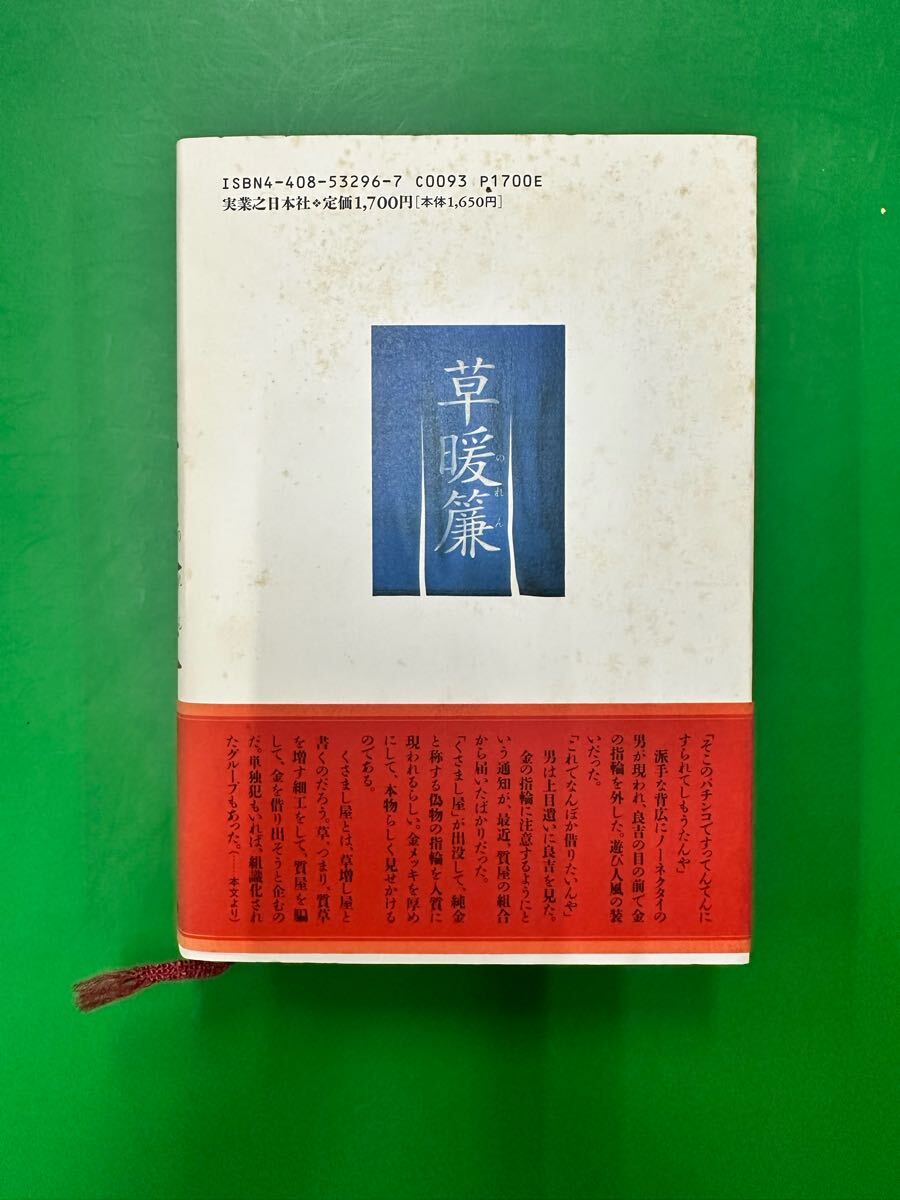 ISBN4-408-53296-7 C0093 P1700E
実業之日本社❖定価1,700円[本体1,650円]
草暖簾
のれん
「そこのパチンコですってんてんに
すられてしもうたんや」
派手な背広にノーネクタイの
男が現われ、良吉の目の前で金
の指輪を外した。遊び人風の装
いだった。
「これでなんぼか借りたいんや」
男は上目遣いに良吉を見た。
金の指輪に注意するようにと
いう通知が、最近、質屋の組合
から届いたばかりだった。
「くさまし屋」が出没して、純金
と称する偽物の指輪を入質に
現われるらしい。金メッキを厚め
にして、本物らしく見せかける
のである。
くさまし屋とは、草増し屋と
書くのだろう。草、つまり、質草
を増す細工をして、質屋を騙
して、金を借り出そうと企むの
だ。単独犯もいれば、組織化され
たグループもあった。(――本文より)